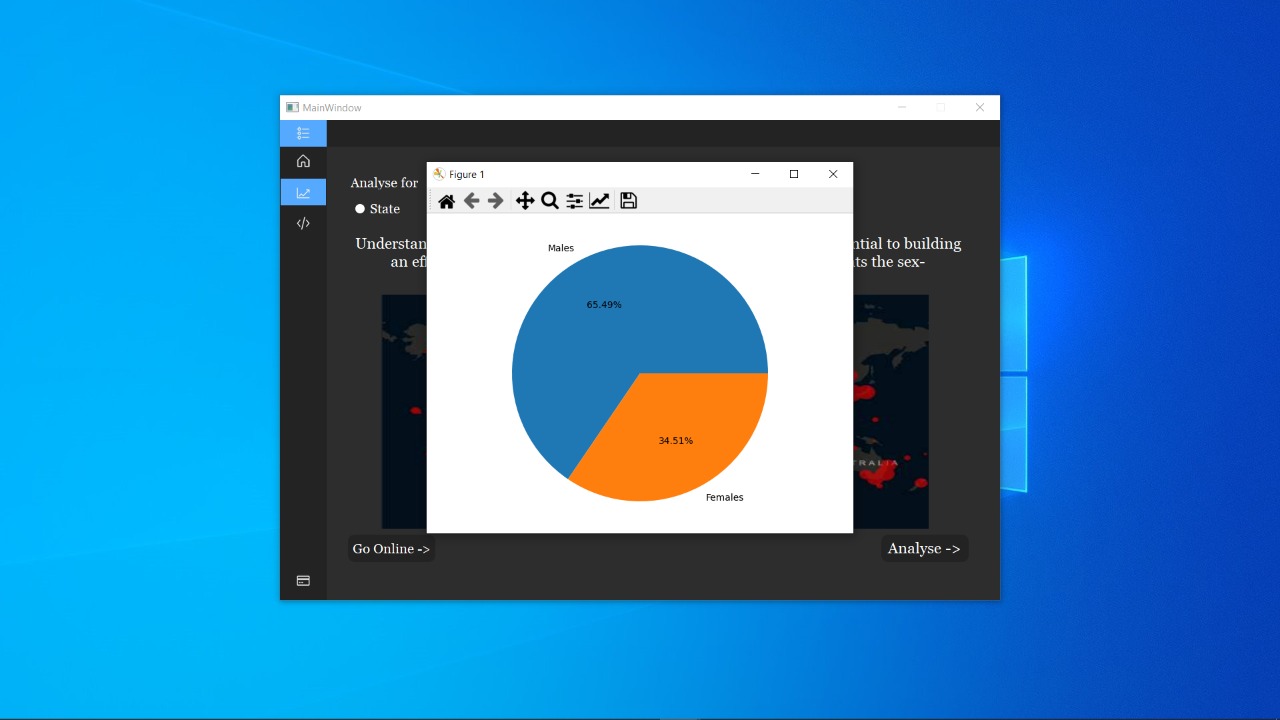 MainWindow
Figure 1
Analyse for
State
Understan
ntial to building
an ef
ts the sex-
Males
65.49%
34.51%
Females
TRALIA
Go Online ->
Analyse ->